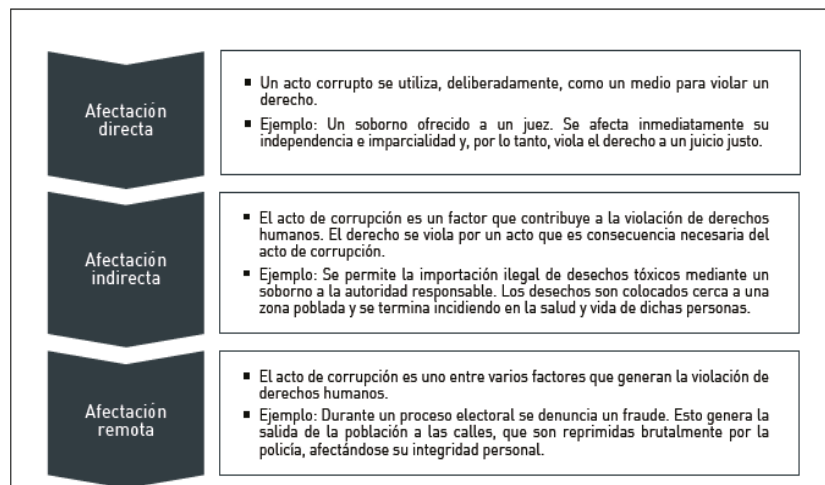 Afectación
directa
■ Un acto corrupto se utiliza, deliberadamente, como un medio para violar un
derecho.
■ Ejemplo: Un soborno ofrecido a un juez. Se afecta inmediatamente su
independencia e imparcialidad y, por lo tanto, viola el derecho a un juicio justo.
Afectación
indirecta
■ El acto de corrupción es un factor que contribuye a la violación de derechos
humanos. El derecho se viola por un acto que es consecuencia necesaria del
acto de corrupción.
■ Ejemplo: Se permite la importación ilegal de desechos tóxicos mediante un
soborno a la autoridad responsable. Los desechos son colocados cerca a una
zona poblada y se termina incidiendo en la salud y vida de dichas personas.
Afectación
remota
■ El acto de corrupción es uno entre varios factores que generan la violación de
derechos humanos.
■ Ejemplo: Durante un proceso electoral se denuncia un fraude. Esto genera la
salida de la población a las calles, que son reprimidas brutalmente por la
policía, afectándose su integridad personal.